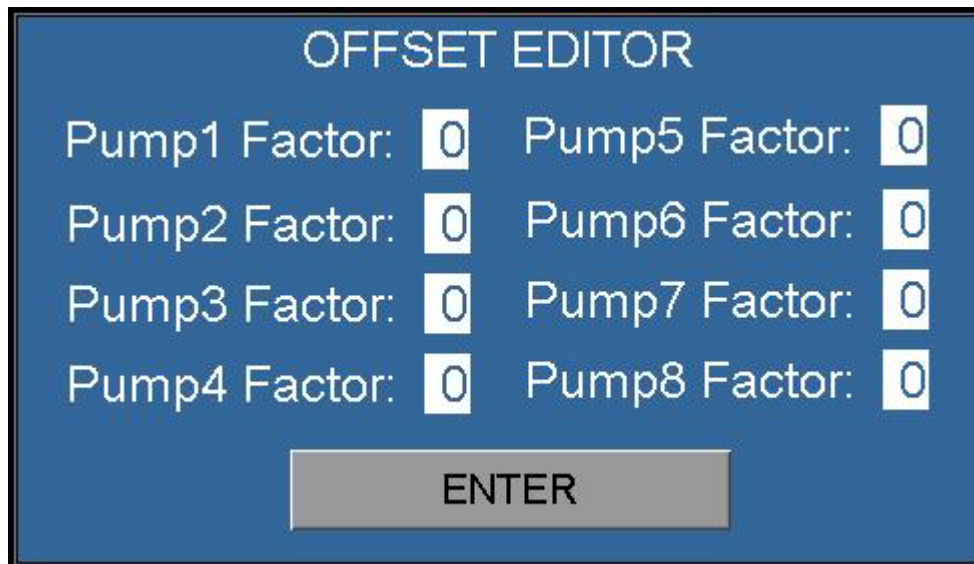 OFFSET EDITOR
Pump1 Factor: 0
Pump2 Factor: 0
Pump3 Factor: 0
Pump4 Factor: 0
Pump5 Factor: 0
Pump6 Factor: 0
Pump7 Factor: 0
Pump8 Factor: 0
ENTER